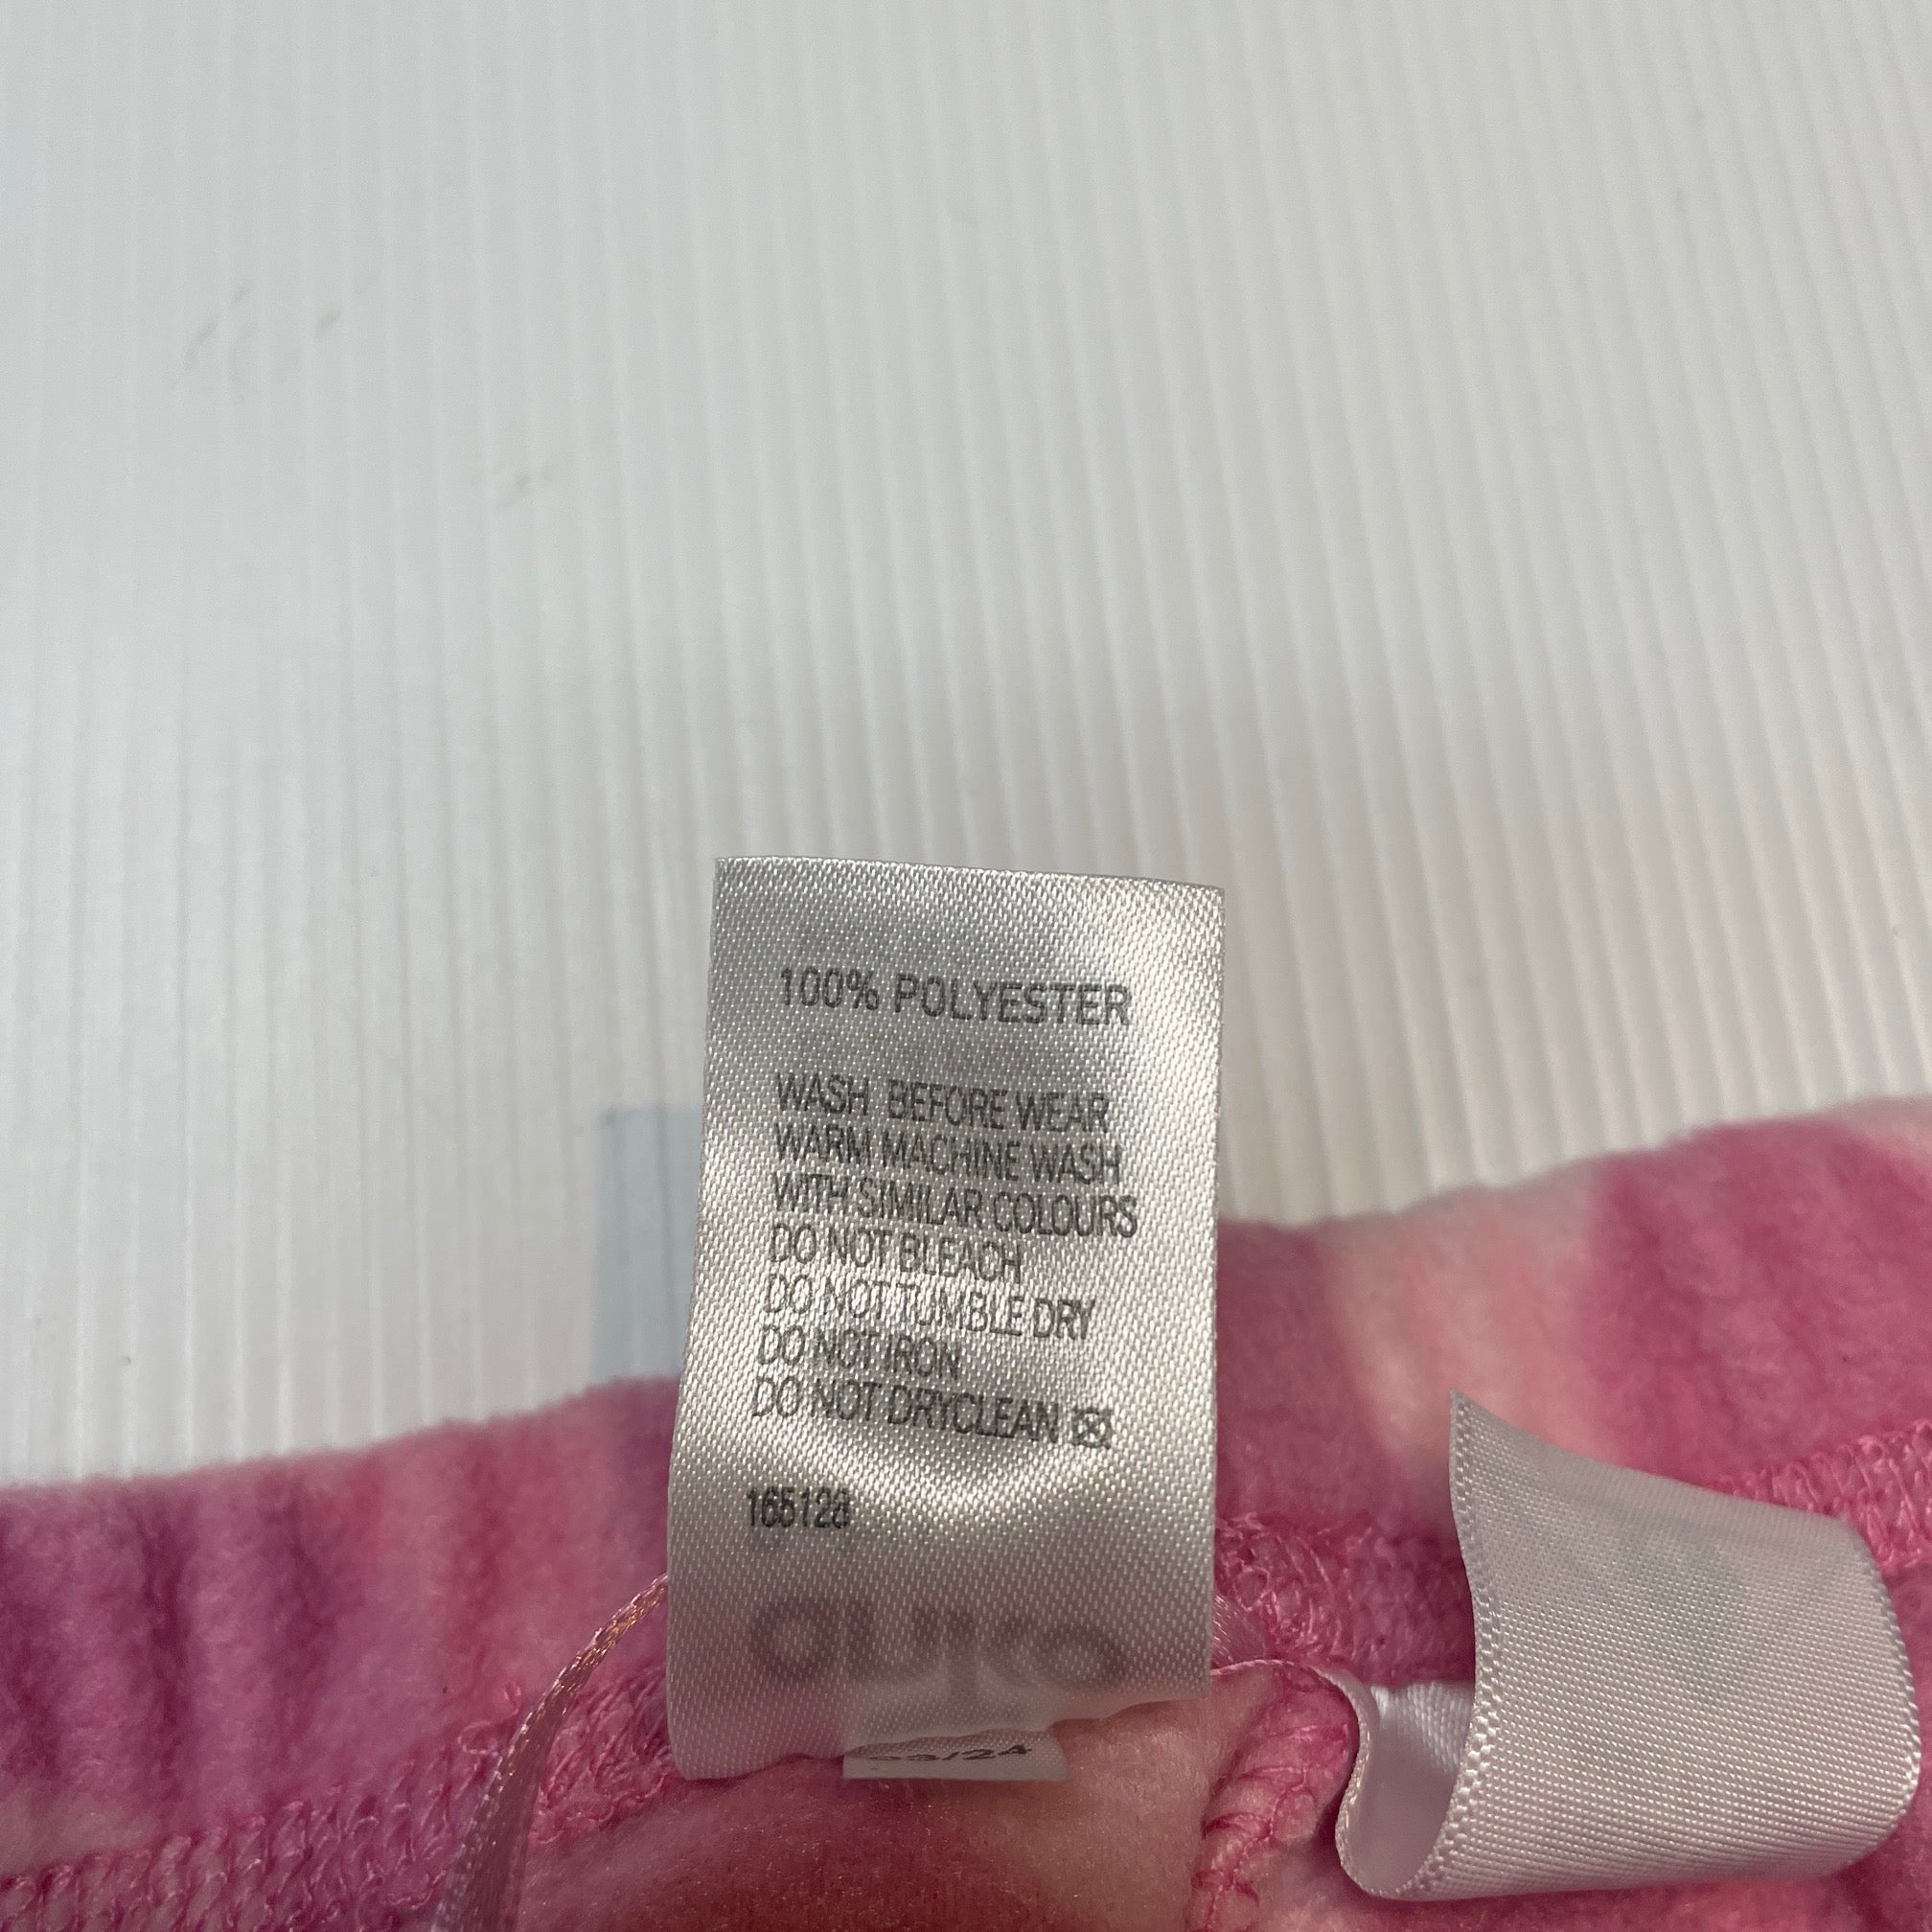 100% POLYESTER
WASH BEFORE WEAR
WARM MACHINE WASH
WITH SIMILAR COLOURS
DO NOT BLEACH
DO NOT TUMBLE DRY
DO NOT IRON
DO NOT DRYCLEAN